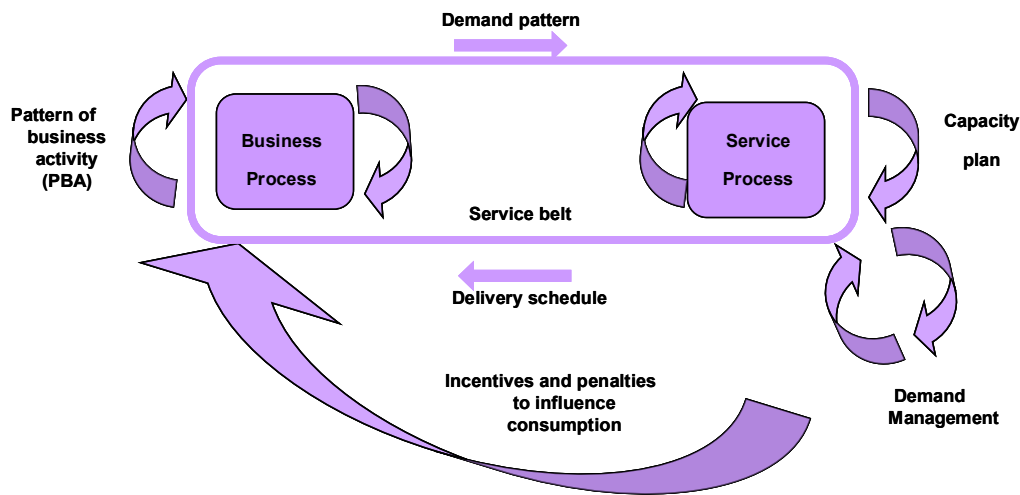 Demand pattern
Pattern of
business
activity
(PBA)
Business
Process
Service
Process
Capacity
plan
Service belt
Delivery schedule
Incentives and penalties
to influence
consumption
Demand
Management